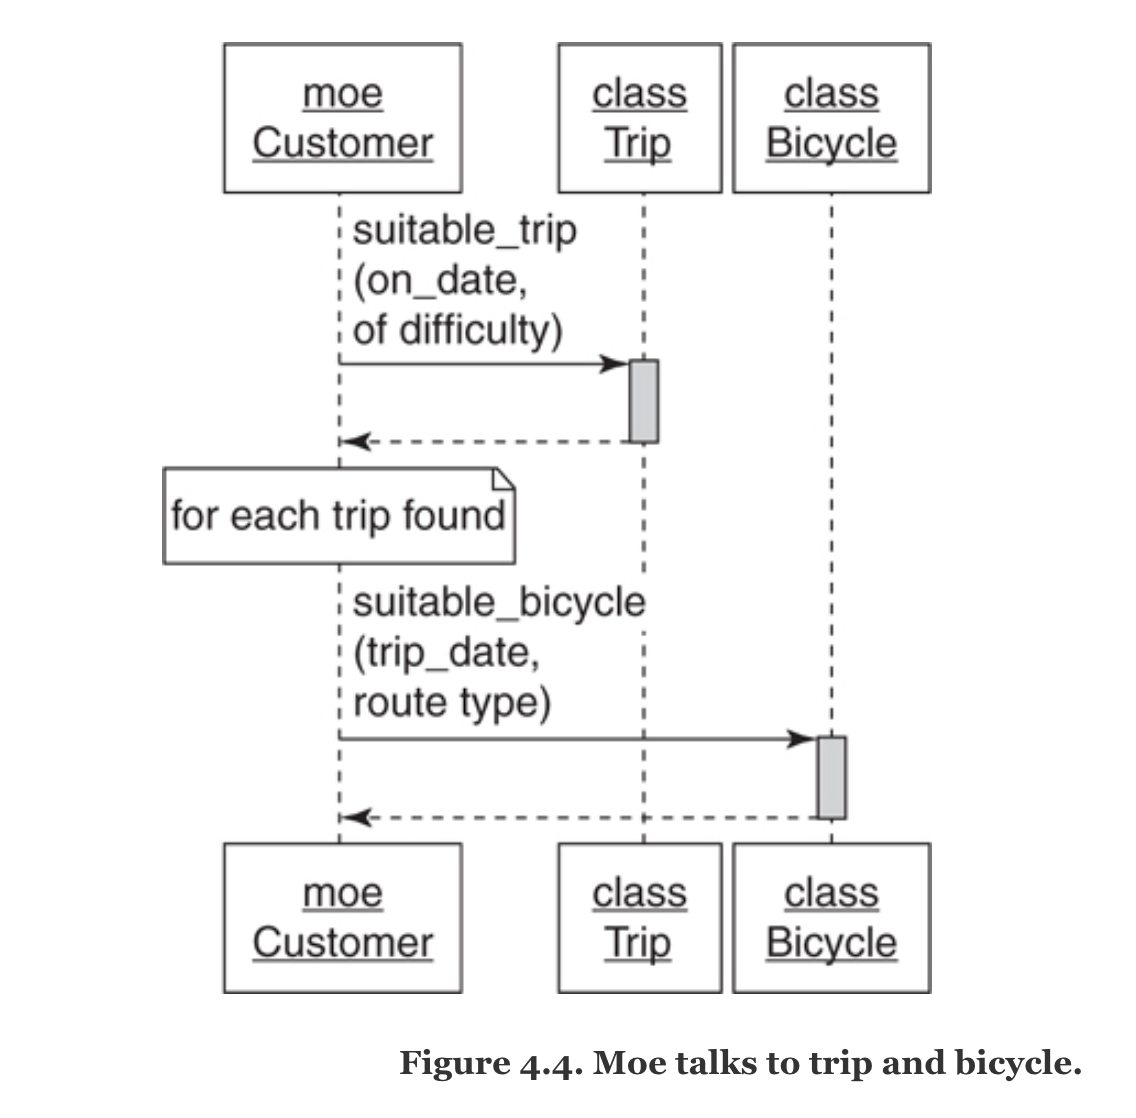 moe
Customer
class
Trip
class
Bicycle
suitable_trip
(on_date,
of difficulty)
for each trip found
suitable_bicycle
(trip_date,
route type)
moe
Customer
class
Trip
class
Bicycle
Figure 4.4. Moe talks to trip and bicycle.